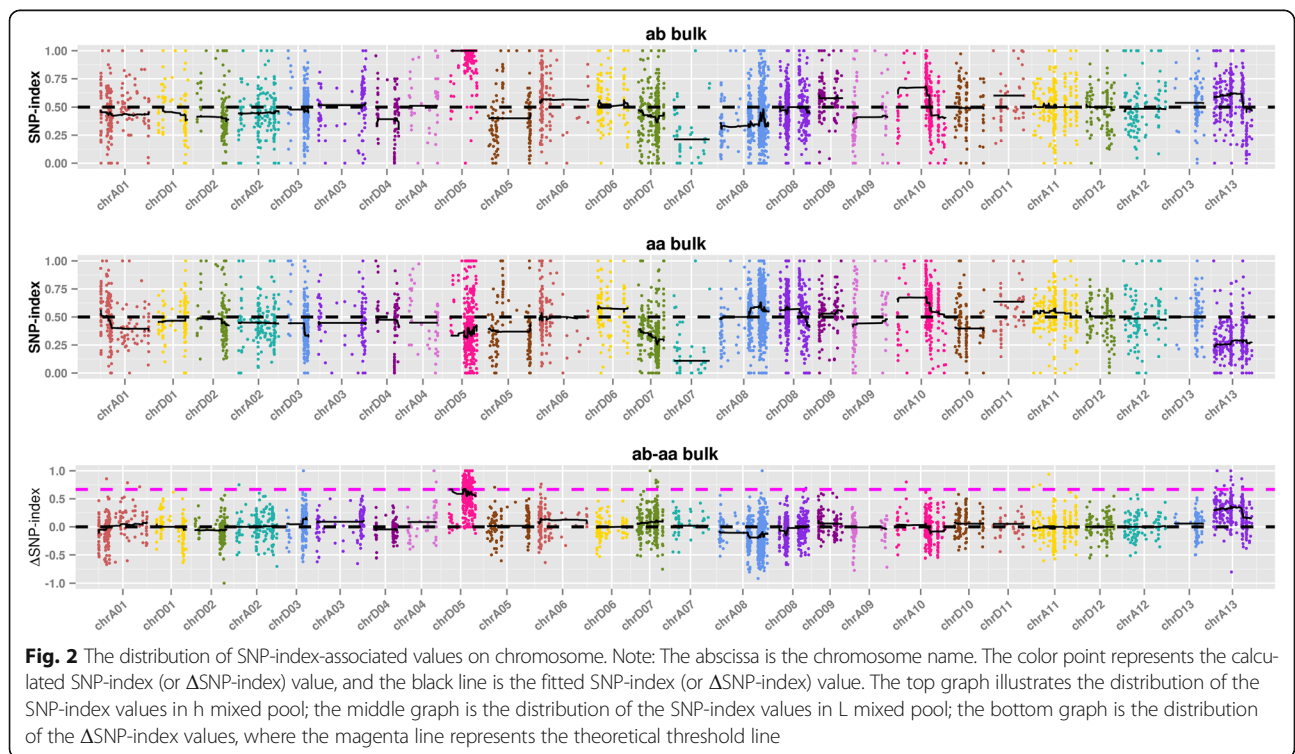 ab bulk
SNP-index
1.00
0.75
0.50
0.25
0.00
chrA01 chrD01 chrD02 chrA02 chrD03 chrA03 chrD04 chrA04 chrD05 chrA05 chrA06 chrD06 chrD07 chrA07 chrA08 chrD08 chrD09 chrA09 chrA10 chrD10 chrD11 chrA11 chrD12 chrA12 chrD13 chrA13
aa bulk
SNP-index
1.00
0.75
0.50
0.25
0.00
chrA01 chrD01 chrD02 chrA02 chrD03 chrA03 chrD04 chrA04 chrD05 chrA05 chrA06 chrD06 chrD07 chrA07 chrA08 chrD08 chrD09 chrA09 chrA10 chrD10 chrD11 chrA11 chrD12 chrA12 chrD13 chrA13
ab-aa bulk
ΔSNP-index
1.0
0.5
0.0
-0.5
-1.0
chrA01 chrD01 chrD02 chrA02 chrD03 chrA03 chrD04 chrA04 chrD05 chrA05 chrA06 chrD06 chrD07 chrA07 chrA08 chrD08 chrD09 chrA09 chrA10 chrD10 chrD11 chrA11 chrD12 chrA12 chrD13 chrA13
Fig. 2 The distribution of SNP-index-associated values on chromosome. Note: The abscissa is the chromosome name. The color point represents the calcu-
lated SNP-index (or ΔSNP-index) value, and the black line is the fitted SNP-index (or ΔSNP-index) value. The top graph illustrates the distribution of the
SNP-index values in h mixed pool; the middle graph is the distribution of the SNP-index values in L mixed pool; the bottom graph is the distribution
of the ΔSNP-index values, where the magenta line represents the theoretical threshold line